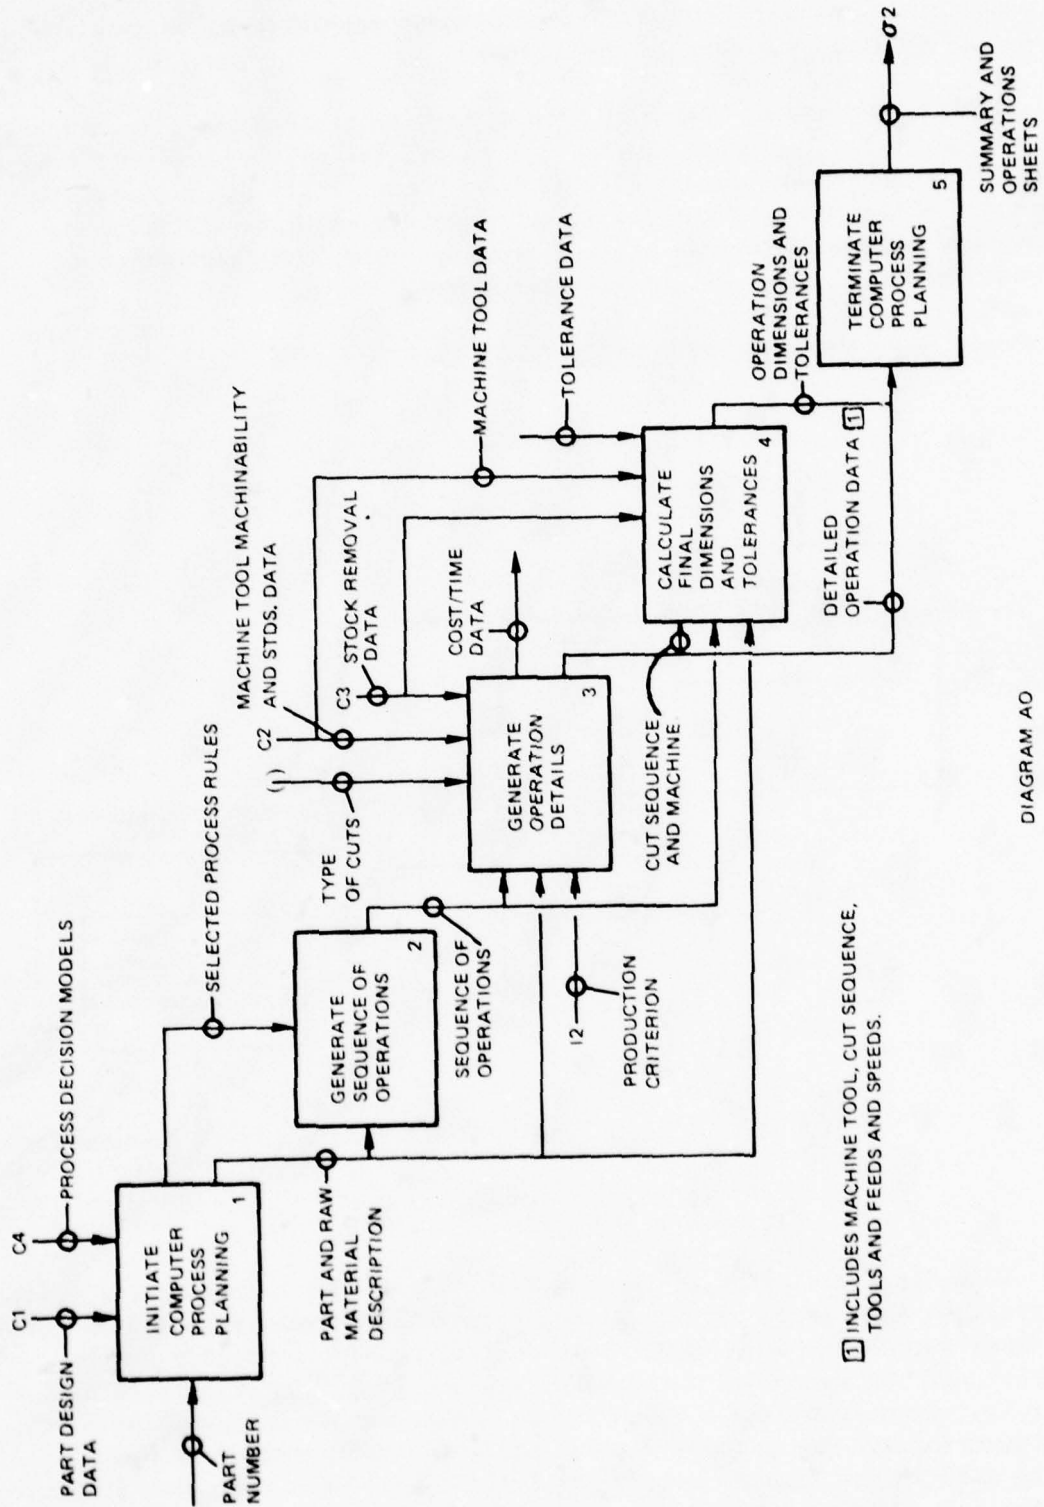 C1
C4
PART DESIGN
DATA
PROCESS DECISION MODELS
INITIATE
COMPUTER
PROCESS
PLANNING
1
PART
NUMBER
SELECTED PROCESS RULES
PART AND RAW
MATERIAL
DESCRIPTION
GENERATE
SEQUENCE OF
OPERATIONS
2
SEQUENCE OF
OPERATIONS
TYPE
OF CUTS
C2
MACHINE TOOL MACHINABILITY
AND STDS. DATA
C3
STOCK REMOVAL
DATA
I2
PRODUCTION
CRITERION
GENERATE
OPERATION
DETAILS
3
COST/TIME
DATA
CUT SEQUENCE
AND MACHINE
MACHINE TOOL DATA
TOLERANCE DATA
CALCULATE
FINAL
DIMENSIONS
AND
TOLERANCES
4
OPERATION
DIMENSIONS AND
TOLERANCES
DETAILED
OPERATION DATA 1
TERMINATE
COMPUTER
PROCESS
PLANNING
5
σ2
SUMMARY AND
OPERATIONS
SHEETS
1 INCLUDES MACHINE TOOL, CUT SEQUENCE,
TOOLS AND FEEDS AND SPEEDS.
DIAGRAM AO